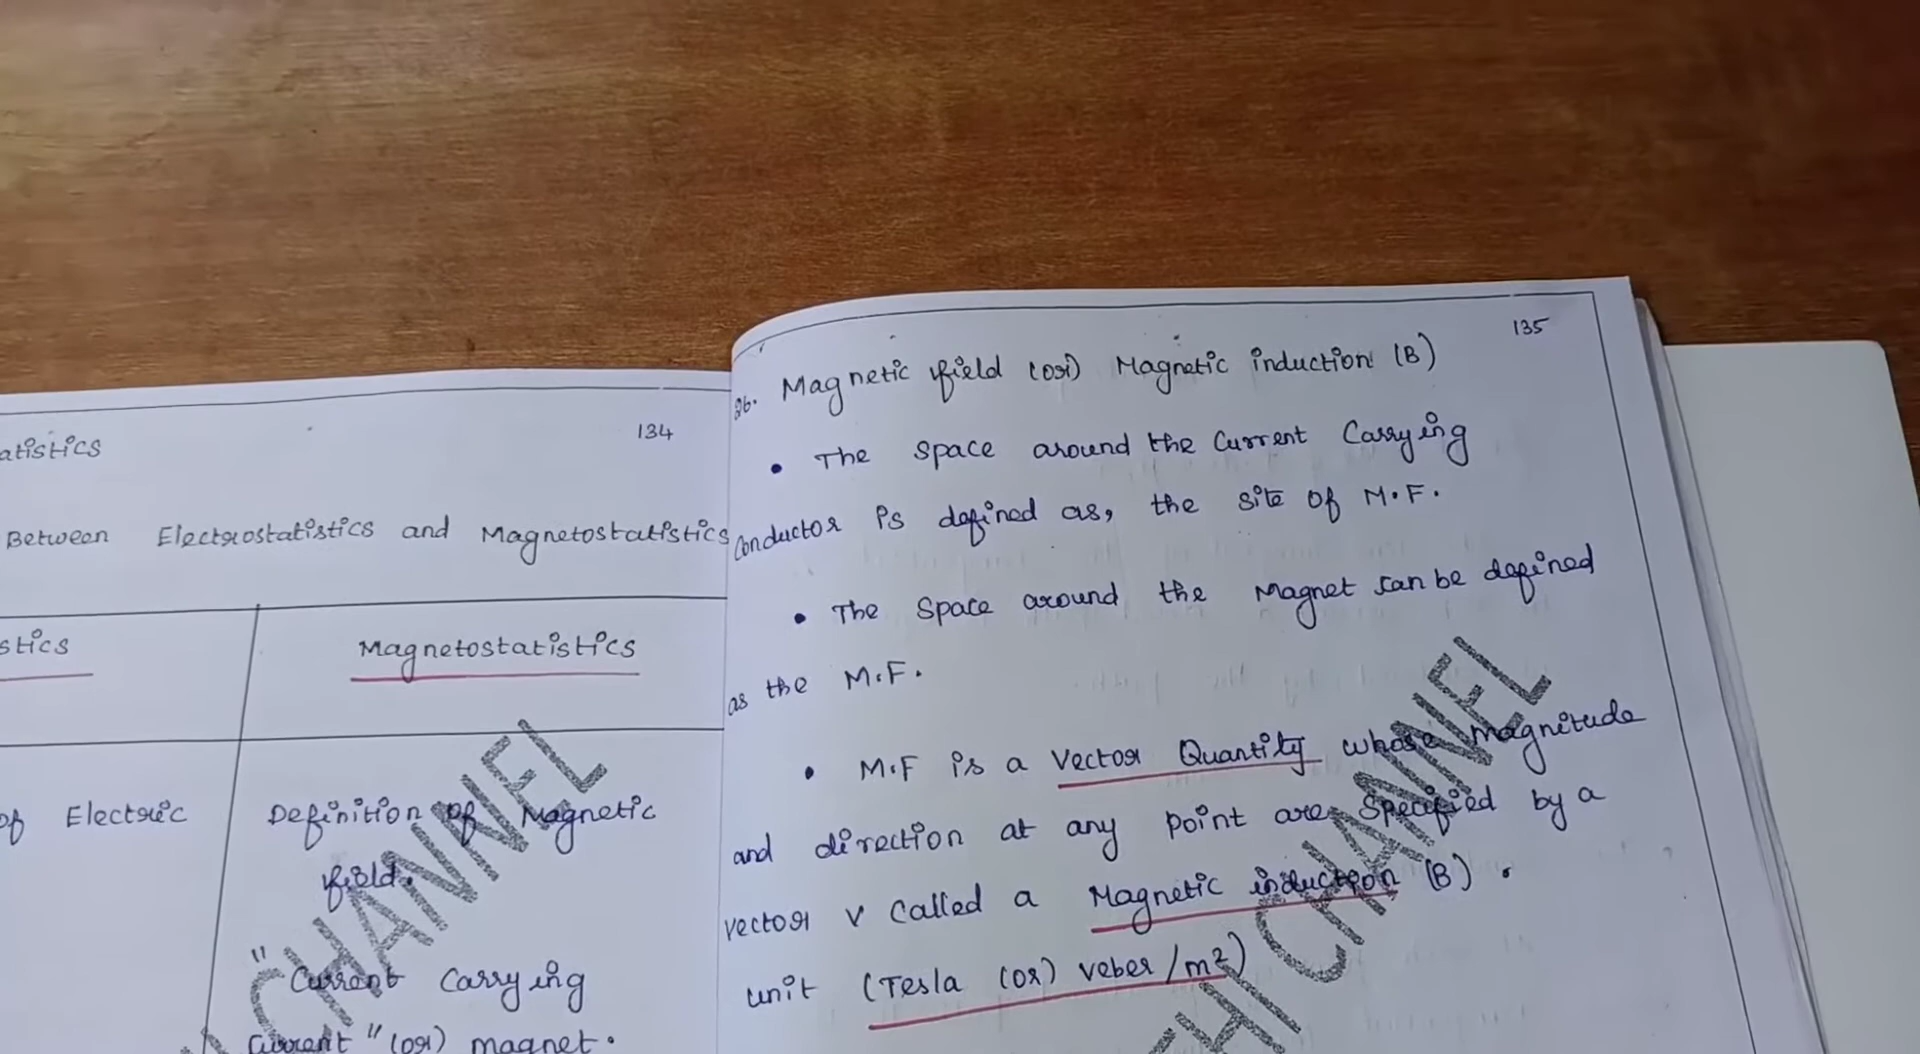 atistics
134
Between Electrostatistics and Magnetostatistics
stics
Magnetostatistics
of Electric
Definition of Magnetic
field.
"Current Carrying
current" (or) magnet.
CHANNEL
135
26. Magnetic field (or) Magnetic induction (B)
• The space around the Current Carrying
conductor is defined as, the site of M.F.
• The Space around the Magnet can be defined
as the M.F.
• M.F is a Vector Quantity whose magnitude
and direction at any point are specified by a
vector v called a Magnetic induction (B).
unit (Tesla (or) veber/m²)
HI CHANNEL